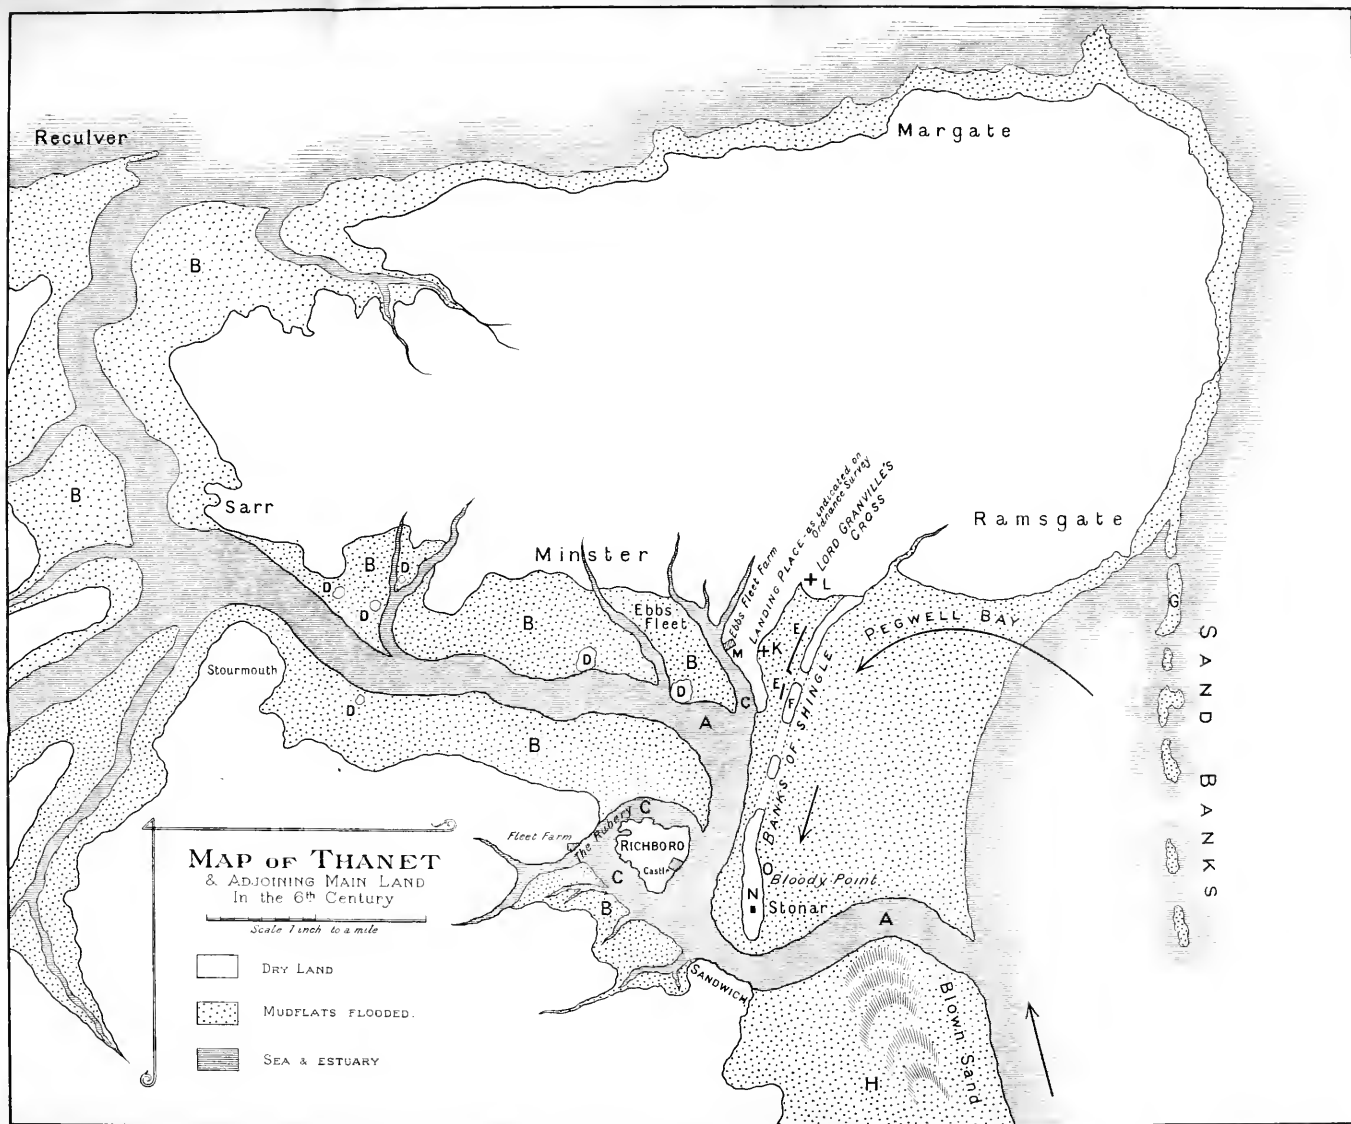 Reculver
Margate
B
B
Sarr
Minster
Ramsgate
Ebbs Fleet Farm
LANDING PLACE as indicated on
Ordnance Survey
LORD GRANVILLE'S
CROSS
PEGWELL BAY
B
D
D
D
B
Ebbs
Fleet
B
D
D
M
K
L
E
E
F
C
A
G
SAND BANKS
Stourmouth
D
B
BANKS OF SHINGLE
Fleet Farm
The Rubery
C
RICHBORO
Castle
C
B
O
Bloody Point
N
Stonar
A
SANDWICH
Blown Sand
H
MAP OF THANET
& ADJOINING MAIN LAND
In the 6th Century
Scale 1 inch to a mile
DRY LAND
MUDFLATS FLOODED.
SEA & ESTUARY